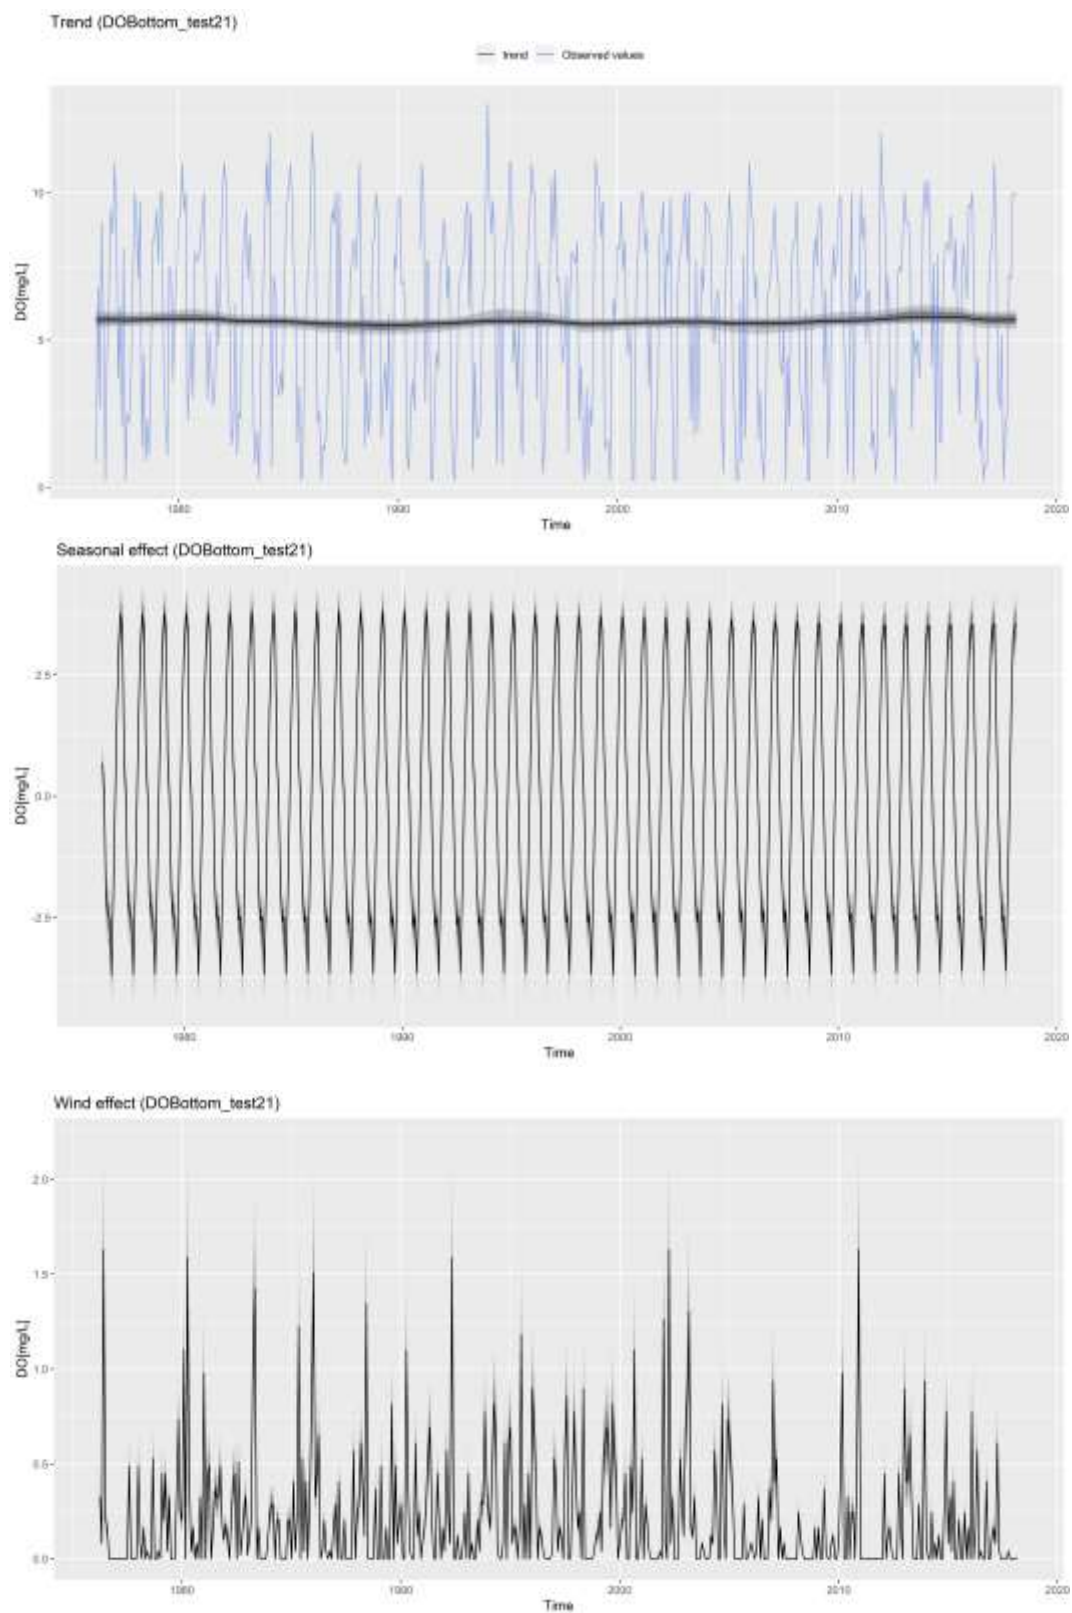 Trend (DOBottom_test21)
trend Observed values
10
5
0
DO[mg/L]
1980 1990 2000 2010 2020
Time
Seasonal effect (DOBottom_test21)
2.5
0.0
-2.5
DO[mg/L]
1980 1990 2000 2010 2020
Time
Wind effect (DOBottom_test21)
2.0
1.5
1.0
0.5
0.0
DO[mg/L]
1980 1990 2000 2010 2020
Time